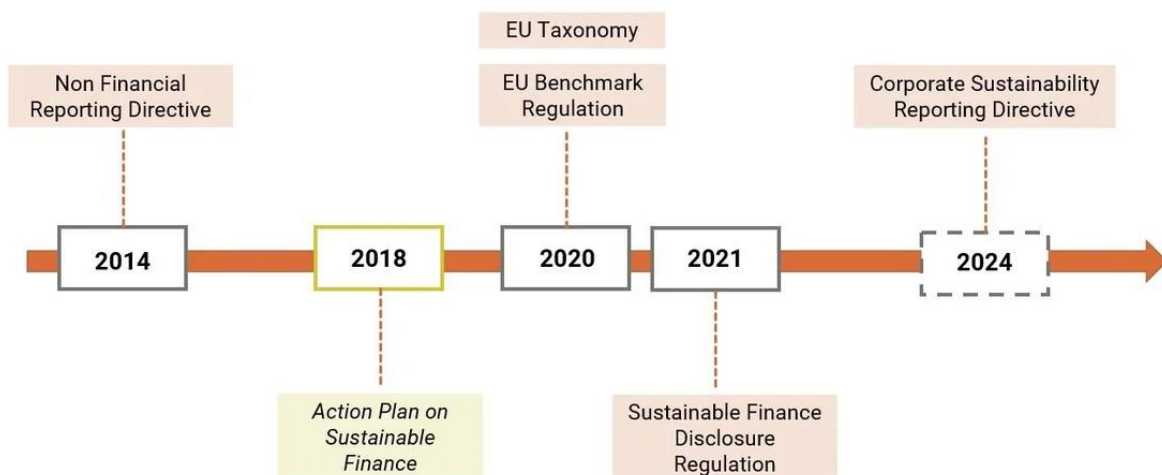 EU Taxonomy
Non Financial
Reporting Directive
EU Benchmark
Regulation
Corporate Sustainability
Reporting Directive
2014
2018
2020
2021
2024
Action Plan on
Sustainable
Finance
Sustainable Finance
Disclosure
Regulation